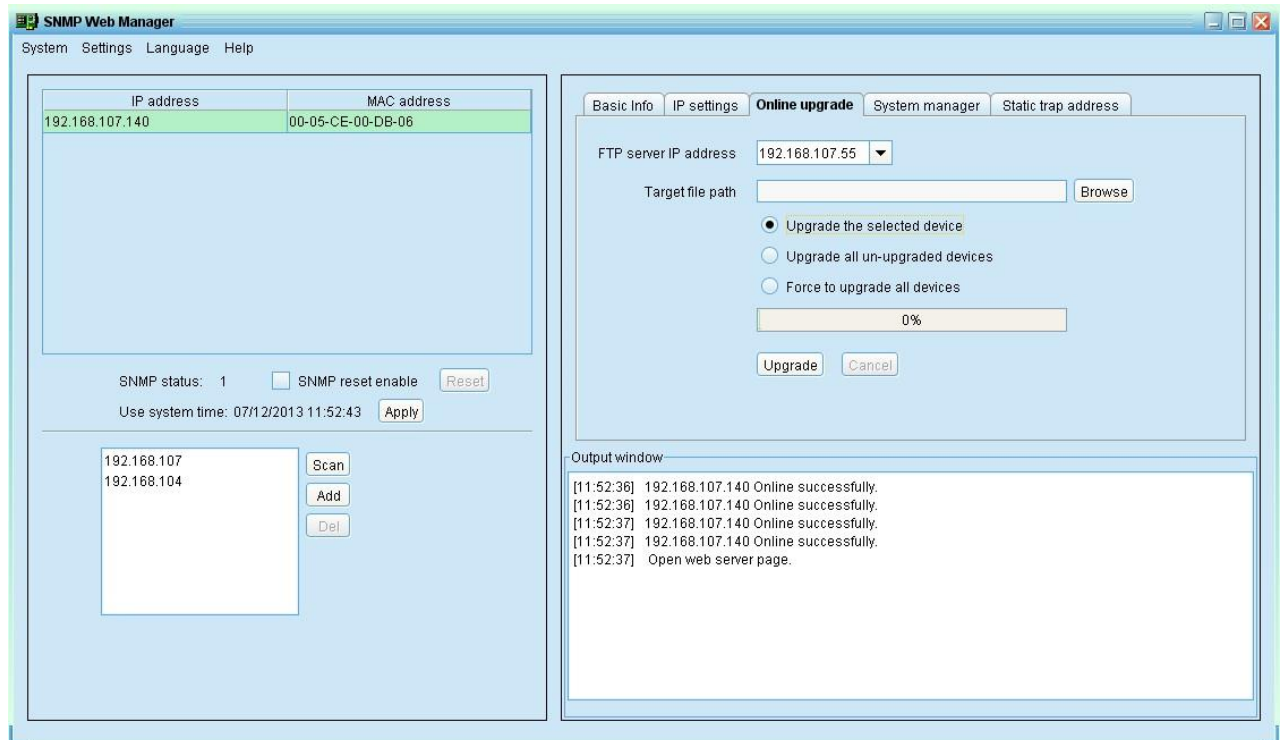 SNMP Web Manager
System Settings Language Help
IP address MAC address
192.168.107.140 00-05-CE-00-DB-06
SNMP status: 1 SNMP reset enable Reset
Use system time: 07/12/2013 11:52:43 Apply
192.168.107
192.168.104
Scan
Add
Del
Basic Info IP settings Online upgrade System manager Static trap address
FTP server IP address 192.168.107.55
Target file path Browse
Upgrade the selected device
Upgrade all un-upgraded devices
Force to upgrade all devices
0%
Upgrade Cancel
Output window
[11:52:36] 192.168.107.140 Online successfully.
[11:52:36] 192.168.107.140 Online successfully.
[11:52:37] 192.168.107.140 Online successfully.
[11:52:37] 192.168.107.140 Online successfully.
[11:52:37] Open web server page.